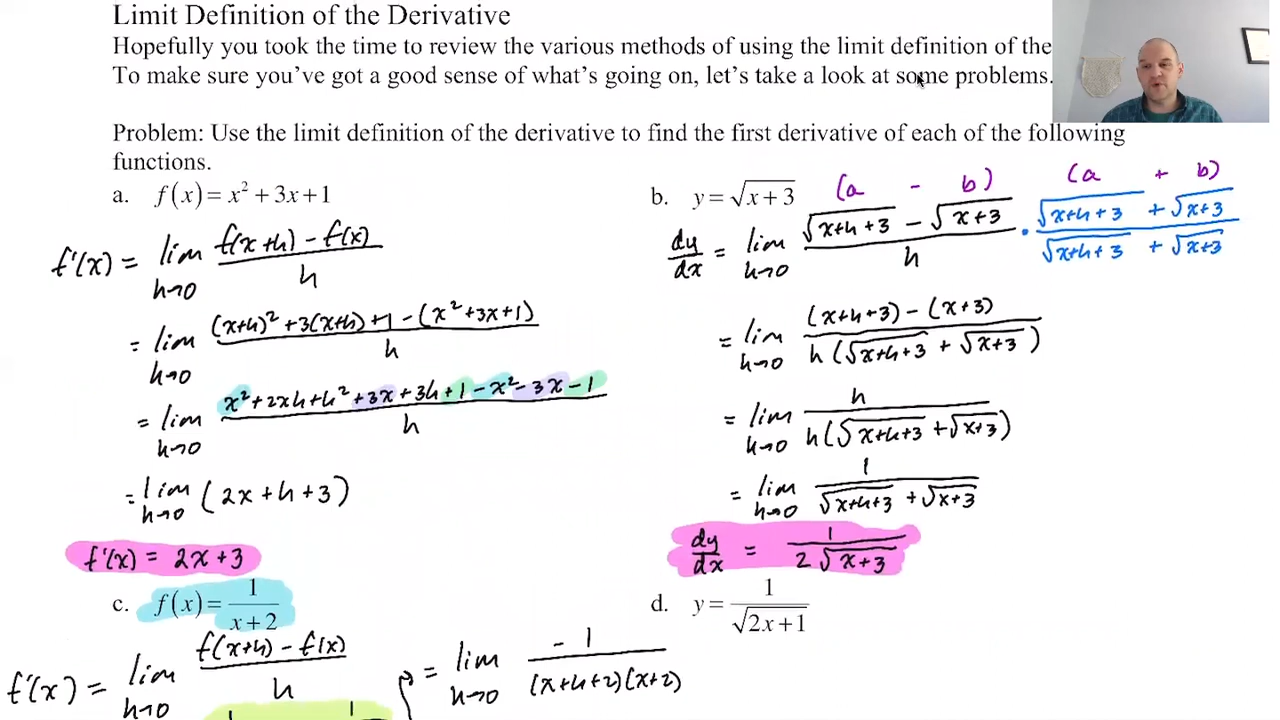 Limit Definition of the Derivative
Hopefully you took the time to review the various methods of using the limit definition of the
To make sure you've got a good sense of what's going on, let's take a look at some problems.
Problem: Use the limit definition of the derivative to find the first derivative of each of the following
functions.
a. f(x) = x² + 3x + 1
f'(x) = lim h→0 (f(x+h) - f(x))/h
= lim h→0 ((x+h)² + 3(x+h) + 1 - (x² + 3x + 1))/h
= lim h→0 (x² + 2xh + h² + 3x + 3h + 1 - x² - 3x - 1)/h
= lim h→0 (2x + h + 3)
f'(x) = 2x + 3
b. y = √(x+3)
(a - b) (a + b)
dy/dx = lim h→0 (√(x+h+3) - √(x+3))/h · (√(x+h+3) + √(x+3))/(√(x+h+3) + √(x+3))
= lim h→0 ((x+h+3) - (x+3))/(h(√(x+h+3) + √(x+3)))
= lim h→0 h/(h(√(x+h+3) + √(x+3)))
= lim h→0 1/(√(x+h+3) + √(x+3))
dy/dx = 1/(2√(x+3))
c. f(x) = 1/(x+2)
f'(x) = lim h→0 (f(x+h) - f(x))/h
= lim h→0 -1/((x+h+2)(x+2))
d. y = 1/√(2x+1)